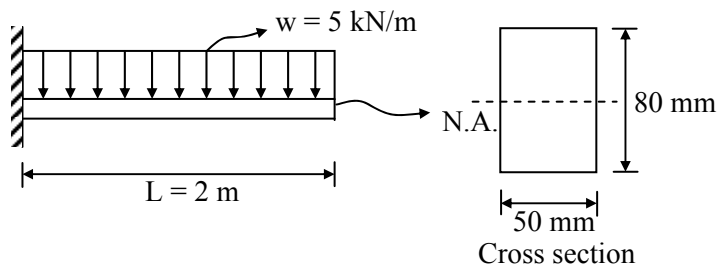 w = 5 kN/m
N.A.
80 mm
L = 2 m
50 mm
Cross section